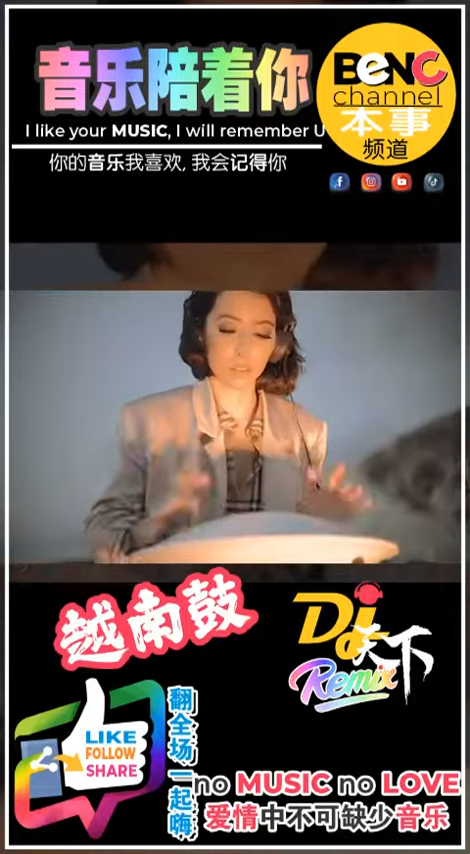 音乐陪着你
I like your MUSIC, I will remember U
你的音乐我喜欢, 我会记得你
BENC
channel
本事
频道
越南鼓
DJ天下
Remix
LIKE
FOLLOW
SHARE
翻全场一起嗨
no MUSIC no LOVE
爱情中不可缺少音乐